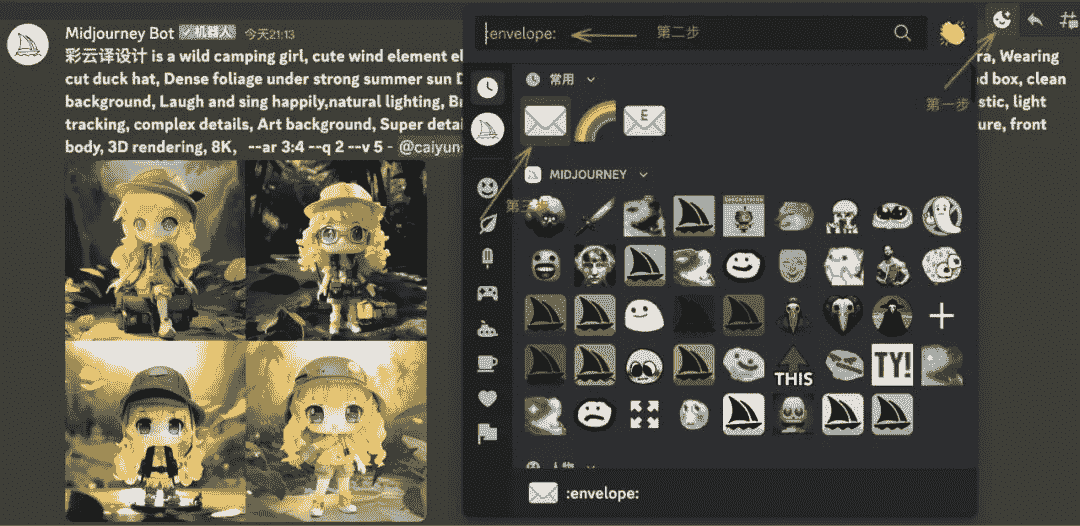 Midjourney Bot ✓机器人 今天21:13
彩云译设计 is a wild camping girl, cute wind element el
ra, Wearing
cut duck hat, Dense foliage under strong summer sun D
d box, clean
background, Laugh and sing happily,natural lighting, Br
stic, light
tracking, complex details, Art background, Super detai
ure, front
body, 3D rendering, 8K, --ar 3:4 --q 2 --v 5 - @caiyun
:envelope:
第二步
第一步
常用
E
第三步
MIDJOURNEY
THIS
TY!
人物
:envelope: